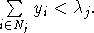 ∑_{i∈N_j} y_i < λ_j.